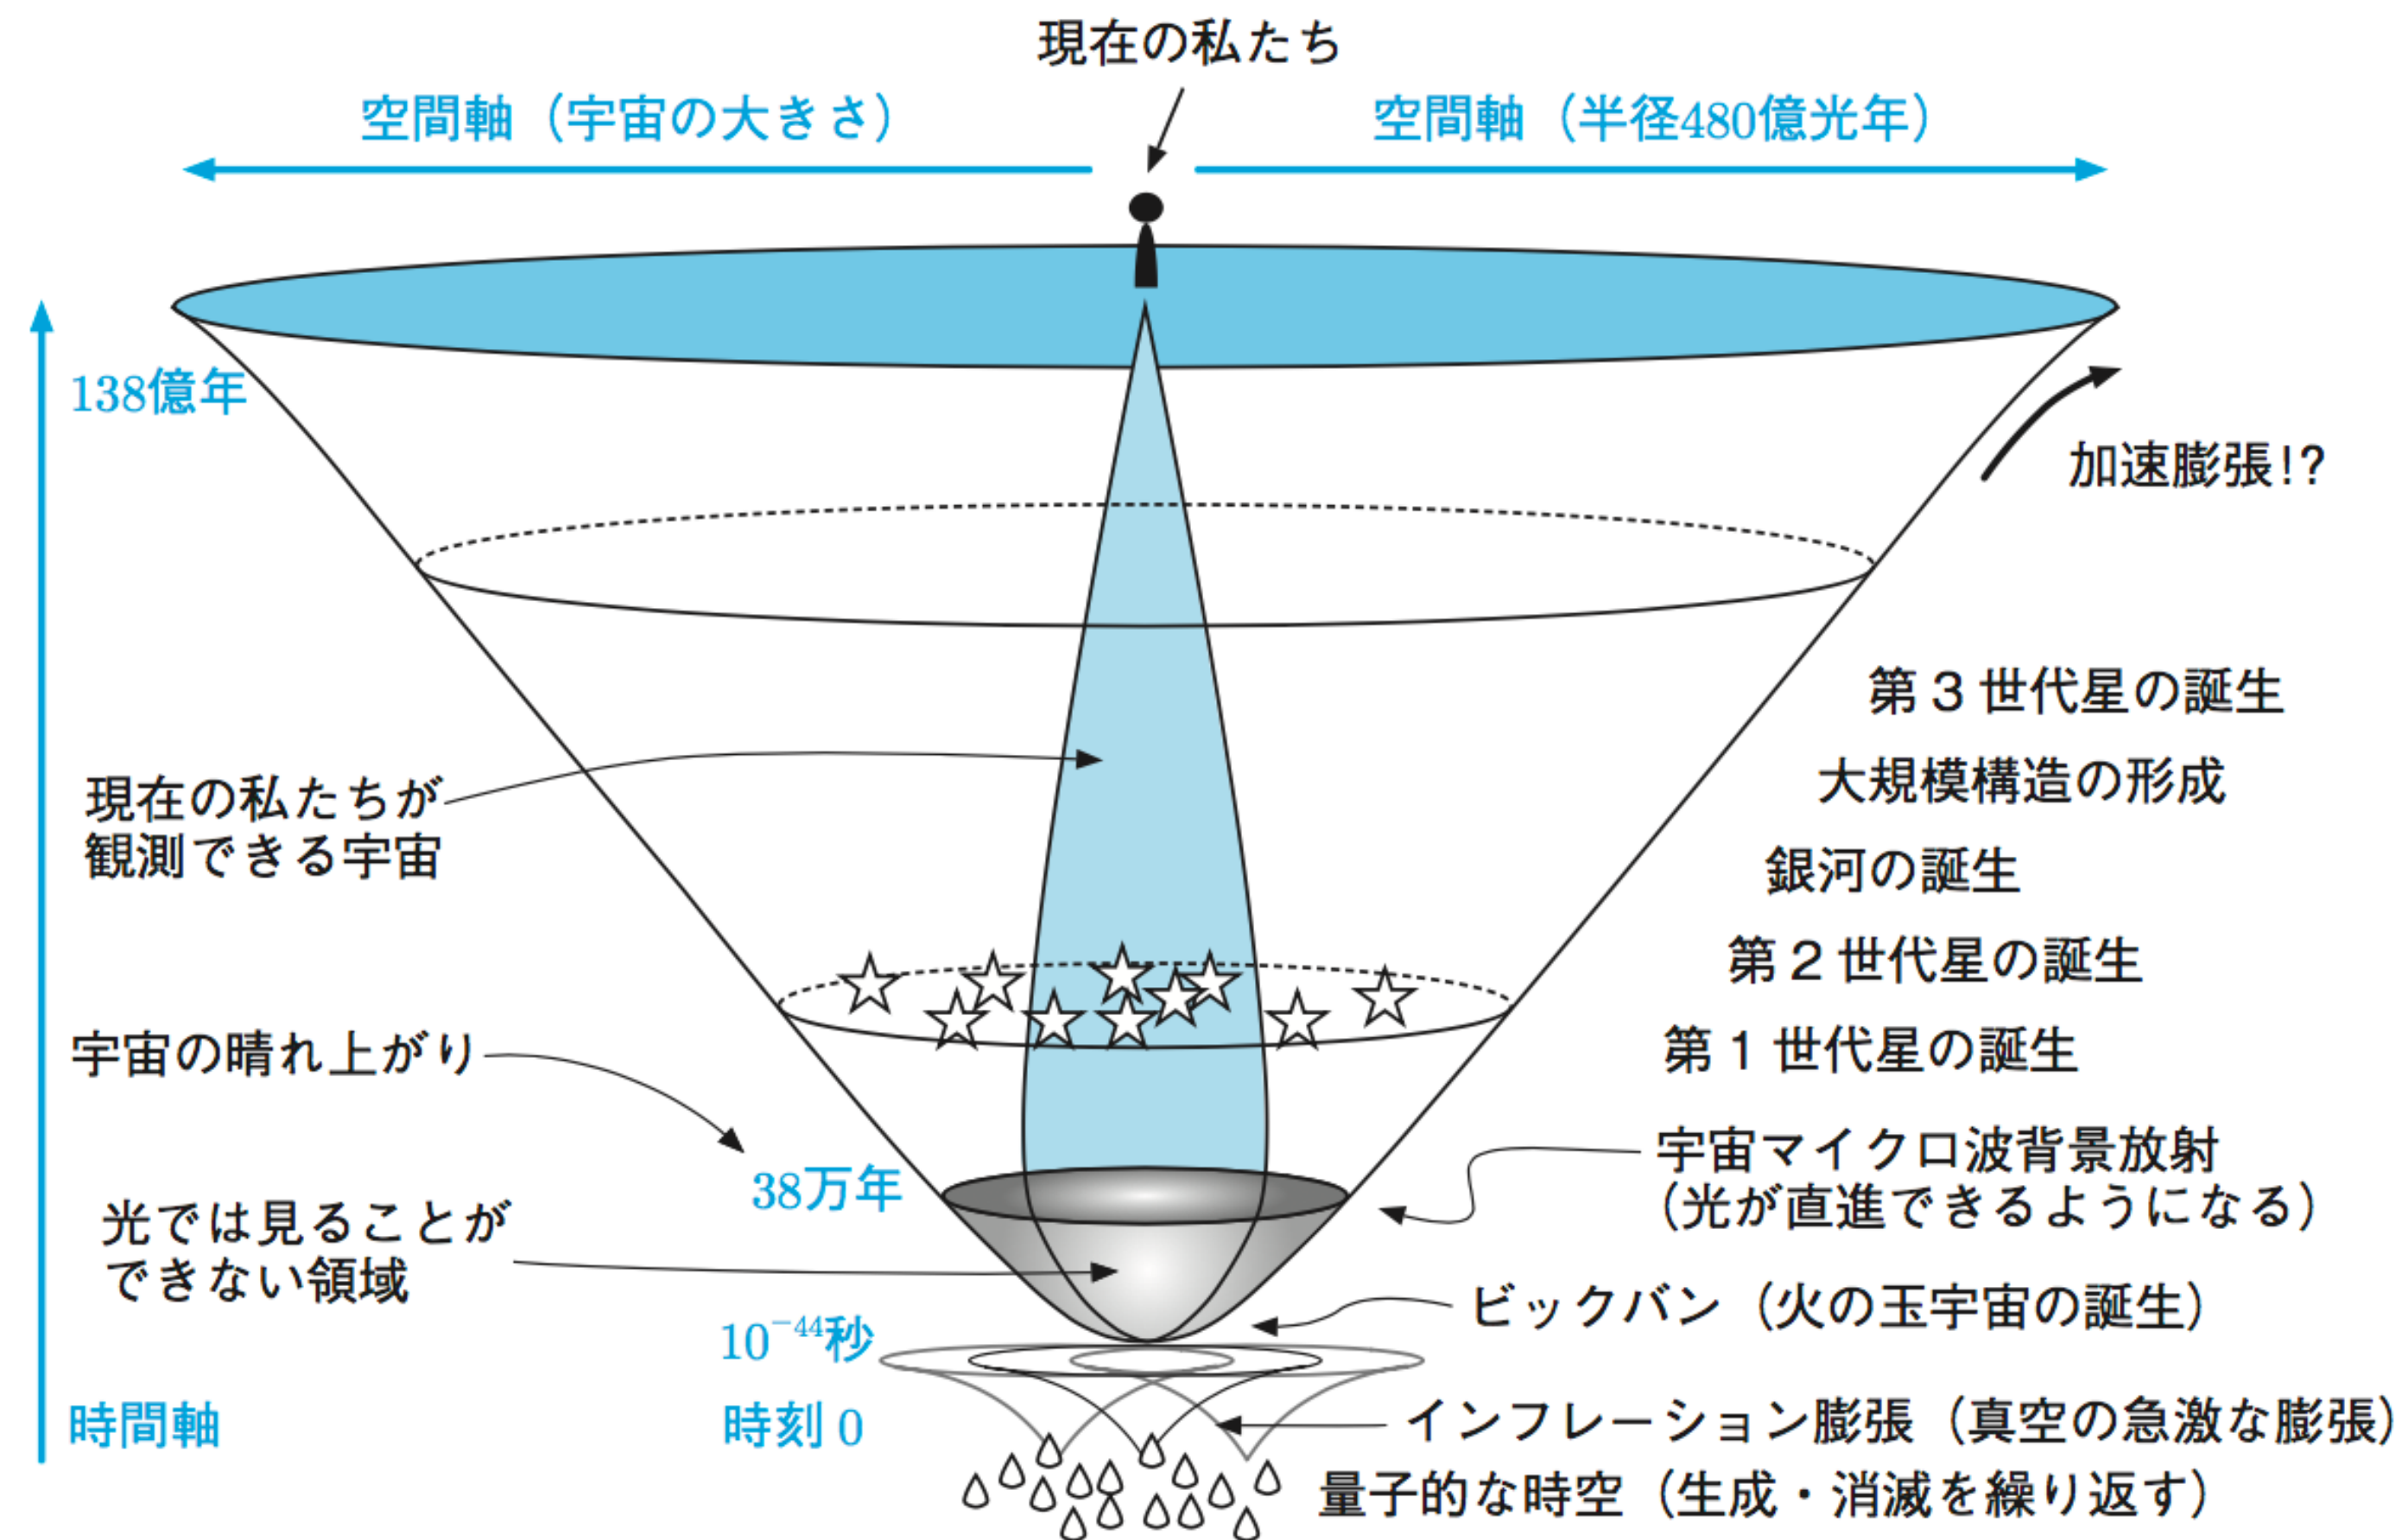 現在の私たち
空間軸（宇宙の大きさ）
空間軸（半径480億光年）
138億年
加速膨張!?
第３世代星の誕生
大規模構造の形成
現在の私たちが
観測できる宇宙
銀河の誕生
第２世代星の誕生
宇宙の晴れ上がり
第１世代星の誕生
38万年
宇宙マイクロ波背景放射
（光が直進できるようになる）
光では見ることが
できない領域
ビックバン（火の玉宇宙の誕生）
10⁻⁴⁴秒
時間軸
時刻 0
インフレーション膨張（真空の急激な膨張）
量子的な時空（生成・消滅を繰り返す）